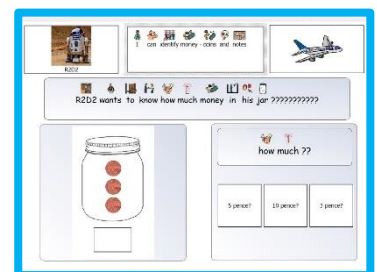 I can identify money - coins and notes
R2D2
R2D2 wants to know how much money in his jar ???????????
how much ??
5 pence?
10 pence?
3 pence?